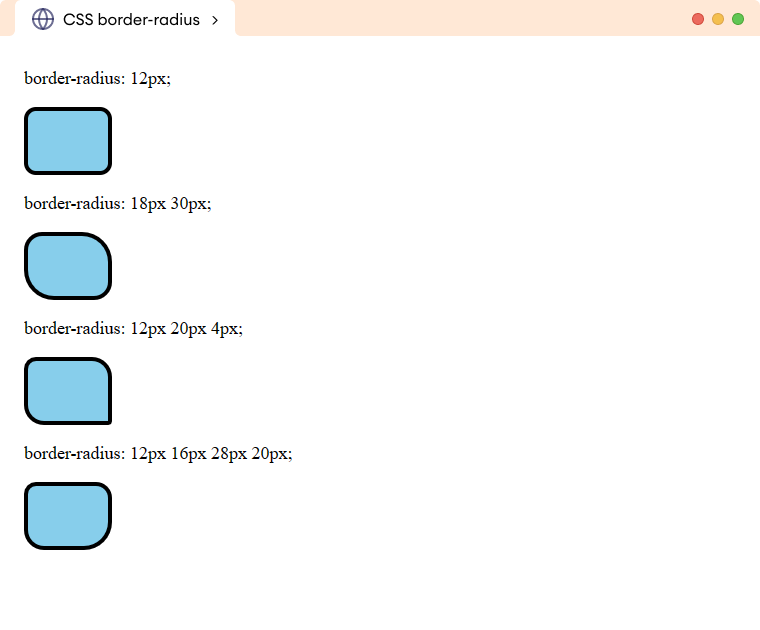 CSS border-radius
border-radius: 12px;
border-radius: 18px 30px;
border-radius: 12px 20px 4px;
border-radius: 12px 16px 28px 20px;